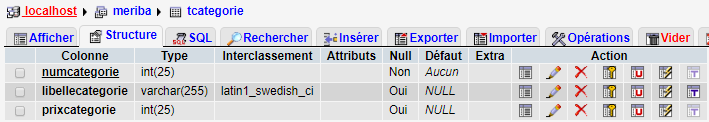 localhost meriba tcategorie
Afficher Structure SQL Rechercher Insérer Exporter Importer Opérations Vider
Colonne Type Interclassement Attributs Null Défaut Extra Action
numcategorie int(25) Non Aucun
libellecategorie varchar(255) latin1_swedish_ci Oui NULL
prixcategorie int(25) Oui NULL